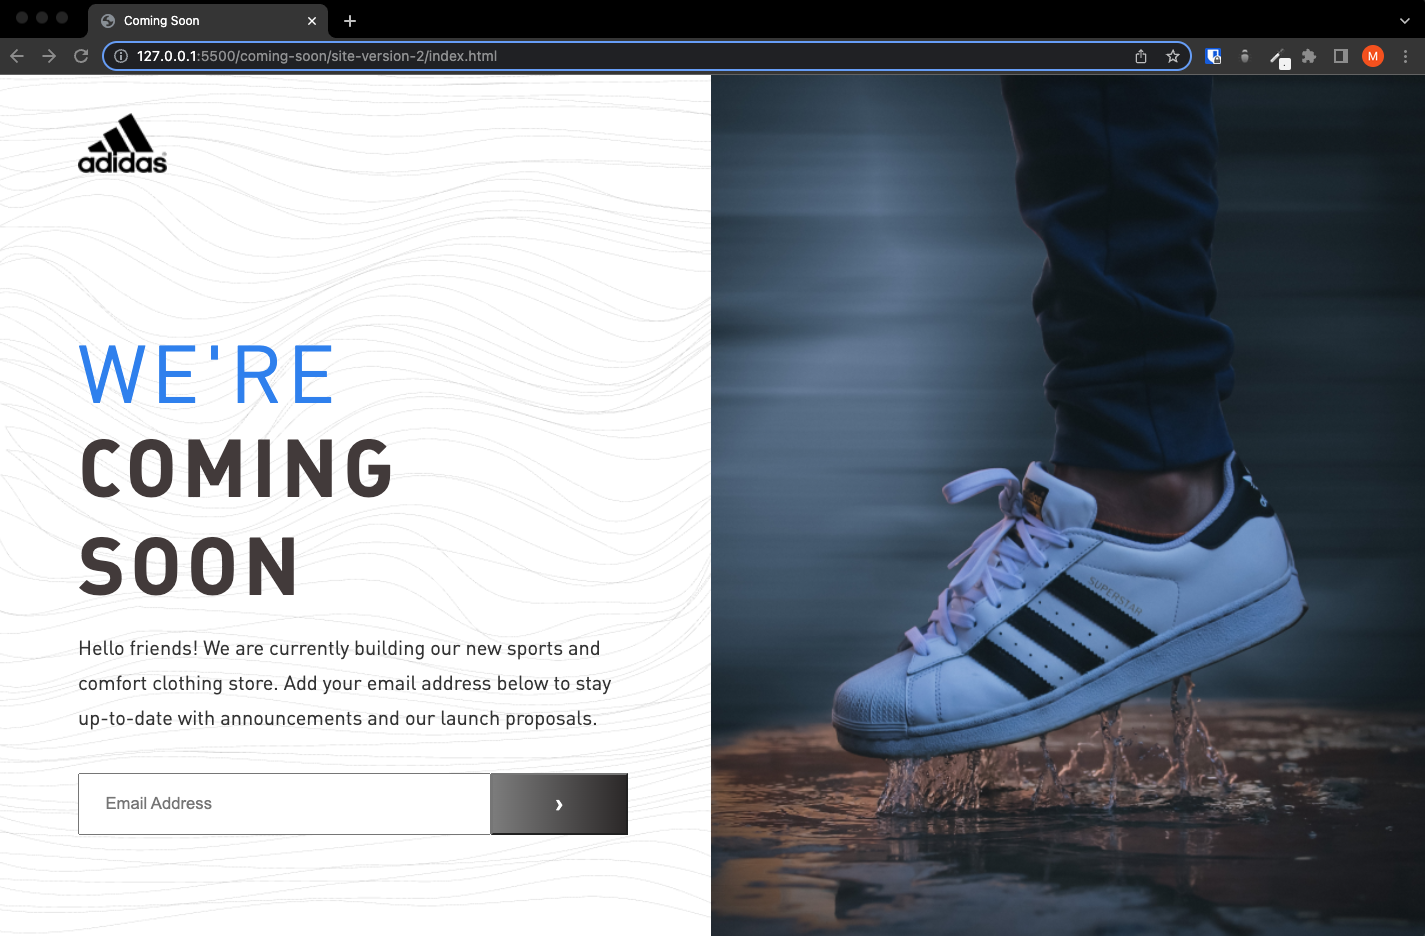 Coming Soon
127.0.0.1:5500/coming-soon/site-version-2/index.html
M
adidas
WE'RE
COMING
SOON
Hello friends! We are currently building our new sports and
comfort clothing store. Add your email address below to stay
up-to-date with announcements and our launch proposals.
Email Address
SUPERSTAR